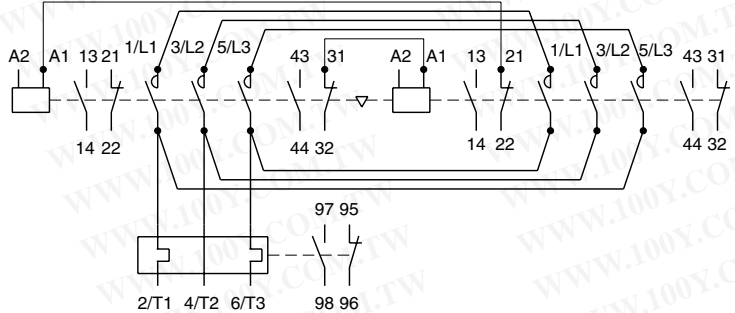 A2 A1 13 21 1/L1 3/L2 5/L3 43 31 A2 A1 13 21 1/L1 3/L2 5/L3 43 31
14 22 44 32 14 22 44 32
97 95
98 96
2/T1 4/T2 6/T3
WWW.100Y.COM.TW